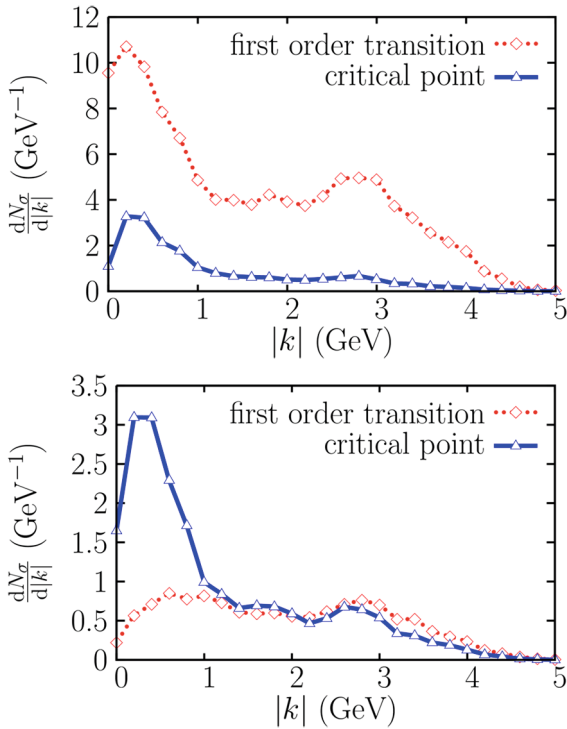 12
10
8
6
4
2
0
dN_σ/d|k| (GeV⁻¹)
first order transition
critical point
0 1 2 3 4 5
|k| (GeV)
3.5
3
2.5
2
1.5
1
0.5
0
dN_σ/d|k| (GeV⁻¹)
first order transition
critical point
0 1 2 3 4 5
|k| (GeV)